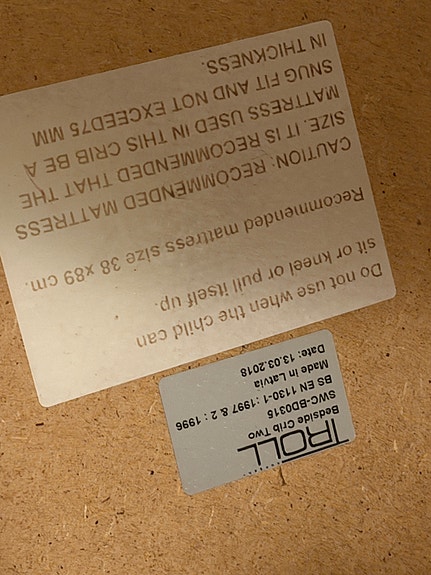 TROLL
Bedside Crib Two
SWC-BD0315
BS EN 1130-1 : 1997 & 2 : 1996
Made in Latvia
Date: 13.03.2018
Do not use when the child can
sit or kneel or pull itself up.
Recommended mattress size 38 x89 cm.
CAUTION: RECOMMENDED MATTRESS
SIZE. IT IS RECOMMENDED THAT THE
MATTRESS USED IN THIS CRIB BE A
SNUG FIT AND NOT EXCEED75 MM
IN THICKNESS.